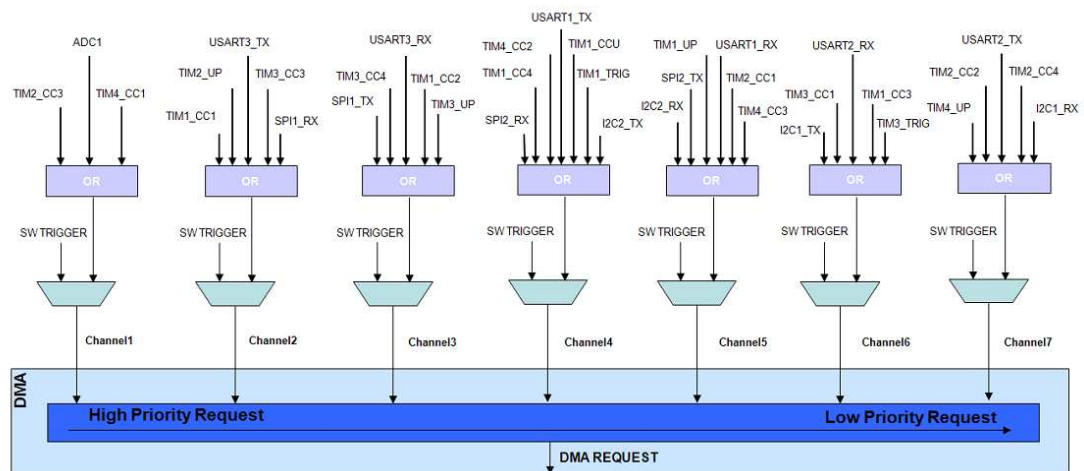 USART1_TX
ADC1
USART3_TX
USART3_RX
TIM4_CC2
TIM1_CCU
TIM1_UP
USART1_RX
USART2_RX
USART2_TX
TIM2_UP
TIM3_CC3
TIM3_CC4
TIM1_CC2
TIM1_CC4
TIM1_TRIG
SPI2_TX
TIM2_CC1
TIM2_CC2
TIM2_CC4
TIM2_CC3
TIM4_CC1
TIM1_CC1
SPI1_RX
SPI1_TX
TIM3_UP
SPI2_RX
I2C2_TX
I2C2_RX
TIM4_CC3
TIM3_CC1
TIM1_CC3
I2C1_TX
TIM3_TRIG
TIM4_UP
I2C1_RX
OR
OR
OR
OR
OR
OR
OR
SW TRIGGER
SW TRIGGER
SW TRIGGER
SW TRIGGER
SW TRIGGER
SW TRIGGER
SW TRIGGER
Channel1
Channel2
Channel3
Channel4
Channel5
Channel6
Channel7
DMA
High Priority Request
Low Priority Request
DMA REQUEST